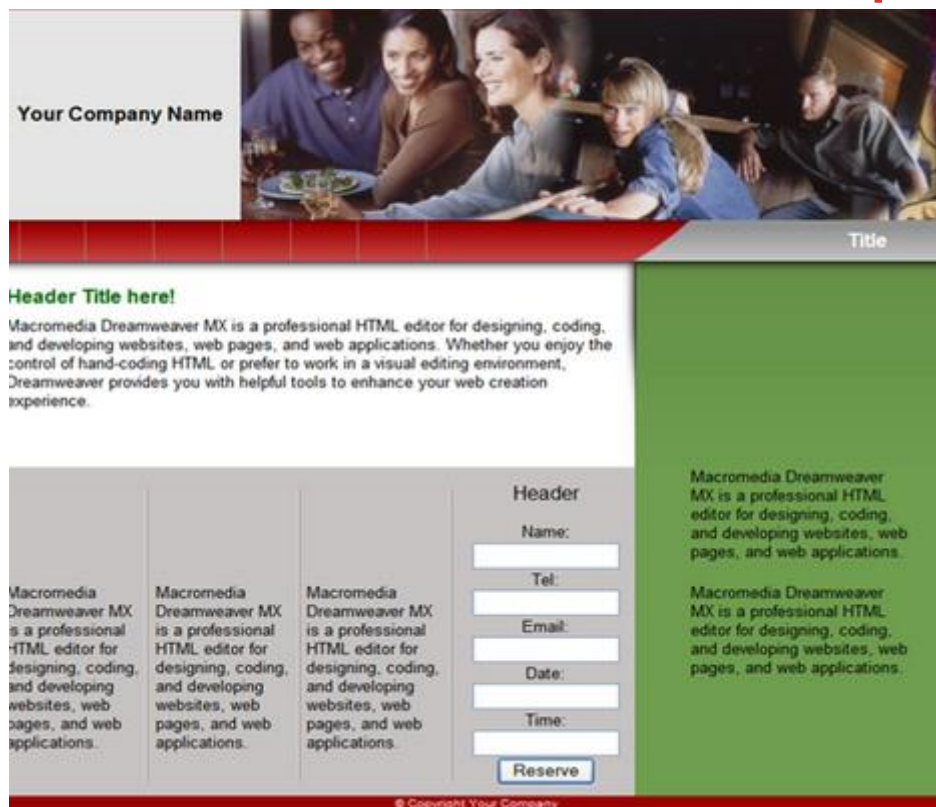 Your Company Name
Title
Header Title here!
Macromedia Dreamweaver MX is a professional HTML editor for designing, coding,
and developing websites, web pages, and web applications. Whether you enjoy the
control of hand-coding HTML or prefer to work in a visual editing environment,
Dreamweaver provides you with helpful tools to enhance your web creation
experience.
Macromedia
Dreamweaver MX
is a professional
HTML editor for
designing, coding,
and developing
websites, web
pages, and web
applications.
Macromedia
Dreamweaver MX
is a professional
HTML editor for
designing, coding,
and developing
websites, web
pages, and web
applications.
Macromedia
Dreamweaver MX
is a professional
HTML editor for
designing, coding,
and developing
websites, web
pages, and web
applications.
Header
Name:
Tel:
Email:
Date:
Time:
Reserve
Macromedia Dreamweaver
MX is a professional HTML
editor for designing, coding,
and developing websites, web
pages, and web applications.
Macromedia Dreamweaver
MX is a professional HTML
editor for designing, coding,
and developing websites, web
pages, and web applications.
© Copyright Your Company